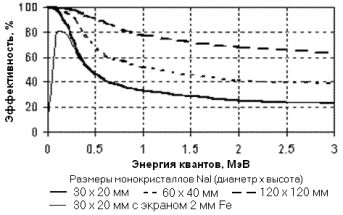 Эффективность, %
100
80
60
40
20
0
0 0.5 1 1.5 2 2.5 3
Энергия квантов, МэВ
Размеры монокристаллов NaI (диаметр х высота)
30 х 20 мм 60 х 40 мм 120 х 120 мм
30 х 20 мм с экраном 2 мм Fe